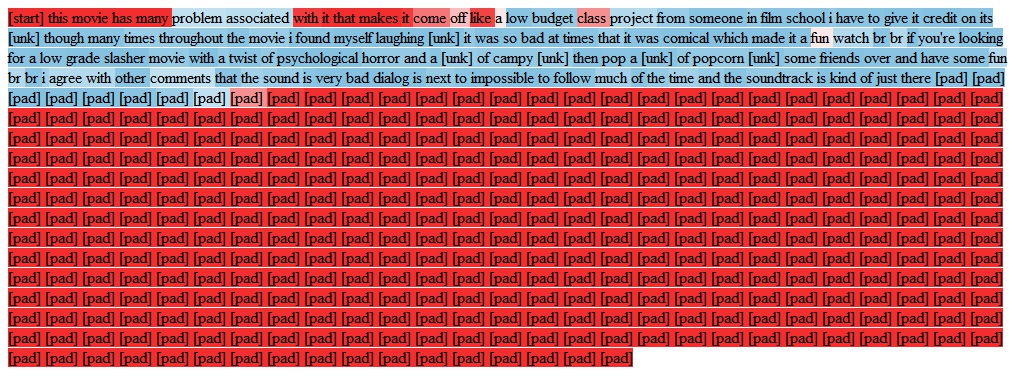 [start] this movie has many problem associated with it that makes it come off like a low budget class project from someone in film school i have to give it credit on its
[unk] though many times throughout the movie i found myself laughing [unk] it was so bad at times that it was comical which made it a fun watch br br if you're looking
for a low grade slasher movie with a twist of psychological horror and a [unk] of campy [unk] then pop a [unk] of popcorn [unk] some friends over and have some fun
br br i agree with other comments that the sound is very bad dialog is next to impossible to follow much of the time and the soundtrack is kind of just there [pad] [pad]
[pad] [pad] [pad] [pad] [pad] [pad] [pad] [pad] [pad] [pad] [pad] [pad] [pad] [pad] [pad] [pad] [pad] [pad] [pad] [pad] [pad] [pad] [pad] [pad] [pad] [pad] [pad]
[pad] [pad] [pad] [pad] [pad] [pad] [pad] [pad] [pad] [pad] [pad] [pad] [pad] [pad] [pad] [pad] [pad] [pad] [pad] [pad] [pad] [pad] [pad] [pad] [pad] [pad] [pad]
[pad] [pad] [pad] [pad] [pad] [pad] [pad] [pad] [pad] [pad] [pad] [pad] [pad] [pad] [pad] [pad] [pad] [pad] [pad] [pad] [pad] [pad] [pad] [pad] [pad] [pad] [pad]
[pad] [pad] [pad] [pad] [pad] [pad] [pad] [pad] [pad] [pad] [pad] [pad] [pad] [pad] [pad] [pad] [pad] [pad] [pad] [pad] [pad] [pad] [pad] [pad] [pad] [pad] [pad]
[pad] [pad] [pad] [pad] [pad] [pad] [pad] [pad] [pad] [pad] [pad] [pad] [pad] [pad] [pad] [pad] [pad] [pad] [pad] [pad] [pad] [pad] [pad] [pad] [pad] [pad] [pad]
[pad] [pad] [pad] [pad] [pad] [pad] [pad] [pad] [pad] [pad] [pad] [pad] [pad] [pad] [pad] [pad] [pad] [pad] [pad] [pad] [pad] [pad] [pad] [pad] [pad] [pad] [pad]
[pad] [pad] [pad] [pad] [pad] [pad] [pad] [pad] [pad] [pad] [pad] [pad] [pad] [pad] [pad] [pad] [pad] [pad] [pad] [pad] [pad] [pad] [pad] [pad] [pad] [pad] [pad]
[pad] [pad] [pad] [pad] [pad] [pad] [pad] [pad] [pad] [pad] [pad] [pad] [pad] [pad] [pad] [pad] [pad] [pad] [pad] [pad] [pad] [pad] [pad] [pad] [pad] [pad] [pad]
[pad] [pad] [pad] [pad] [pad] [pad] [pad] [pad] [pad] [pad] [pad] [pad] [pad] [pad] [pad] [pad] [pad] [pad] [pad] [pad] [pad] [pad] [pad] [pad] [pad] [pad] [pad]
[pad] [pad] [pad] [pad] [pad] [pad] [pad] [pad] [pad] [pad] [pad] [pad] [pad] [pad] [pad] [pad] [pad] [pad] [pad] [pad] [pad] [pad] [pad] [pad] [pad] [pad] [pad]
[pad] [pad] [pad] [pad] [pad] [pad] [pad] [pad] [pad] [pad] [pad] [pad] [pad] [pad] [pad] [pad] [pad] [pad] [pad] [pad] [pad] [pad] [pad] [pad] [pad] [pad] [pad]
[pad] [pad] [pad] [pad] [pad] [pad] [pad] [pad] [pad] [pad] [pad] [pad] [pad] [pad] [pad] [pad] [pad] [pad] [pad] [pad] [pad] [pad] [pad] [pad] [pad] [pad] [pad]
[pad] [pad] [pad] [pad] [pad] [pad] [pad] [pad] [pad] [pad] [pad] [pad] [pad] [pad] [pad] [pad] [pad] [pad] [pad] [pad] [pad] [pad] [pad] [pad] [pad] [pad] [pad]
[pad] [pad] [pad] [pad] [pad] [pad] [pad] [pad] [pad] [pad] [pad] [pad] [pad] [pad] [pad] [pad] [pad]